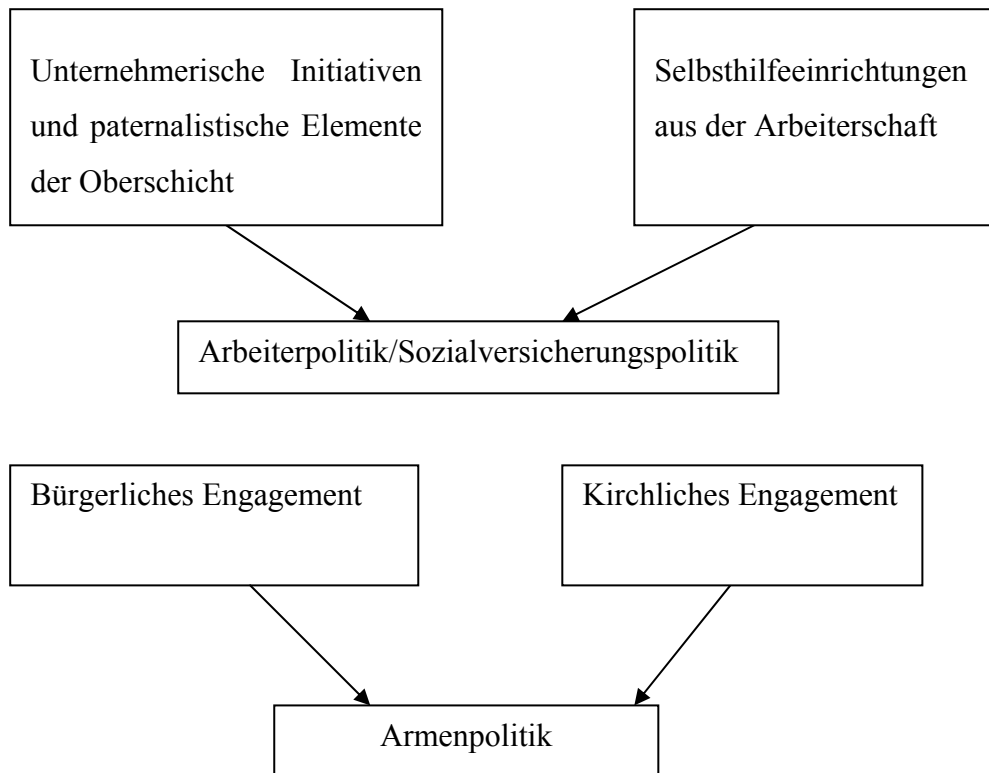 Unternehmerische Initiativen
und paternalistische Elemente
der Oberschicht
Selbsthilfeeinrichtungen
aus der Arbeiterschaft
Arbeiterpolitik/Sozialversicherungspolitik
Bürgerliches Engagement
Kirchliches Engagement
Armenpolitik